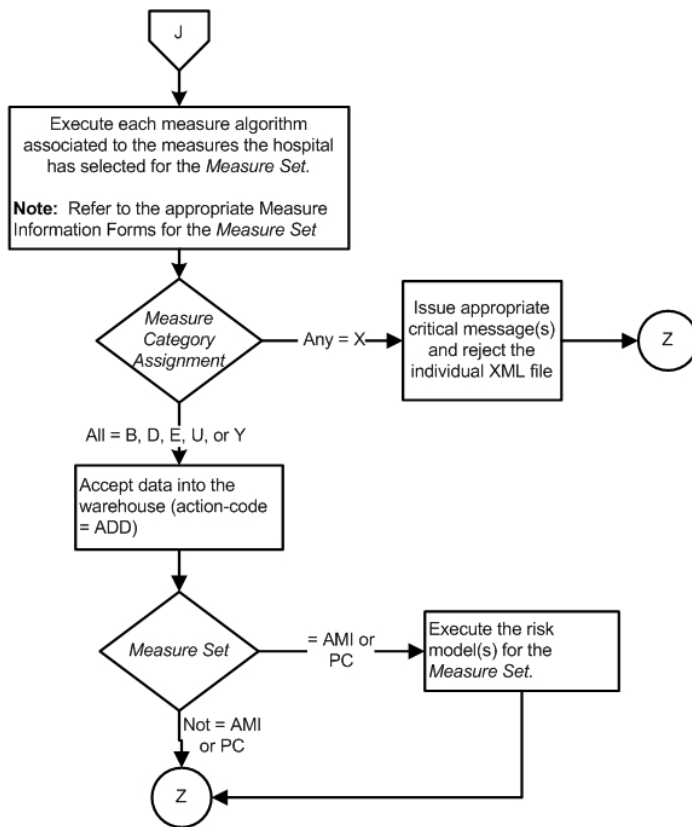 J
Execute each measure algorithm
associated to the measures the hospital
has selected for the Measure Set.
Note: Refer to the appropriate Measure
Information Forms for the Measure Set
Measure
Category
Assignment
Any = X
Issue appropriate
critical message(s)
and reject the
individual XML file
Z
All = B, D, E, U, or Y
Accept data into the
warehouse (action-code
= ADD)
Measure Set
= AMI or
PC
Execute the risk
model(s) for the
Measure Set.
Not = AMI
or PC
Z